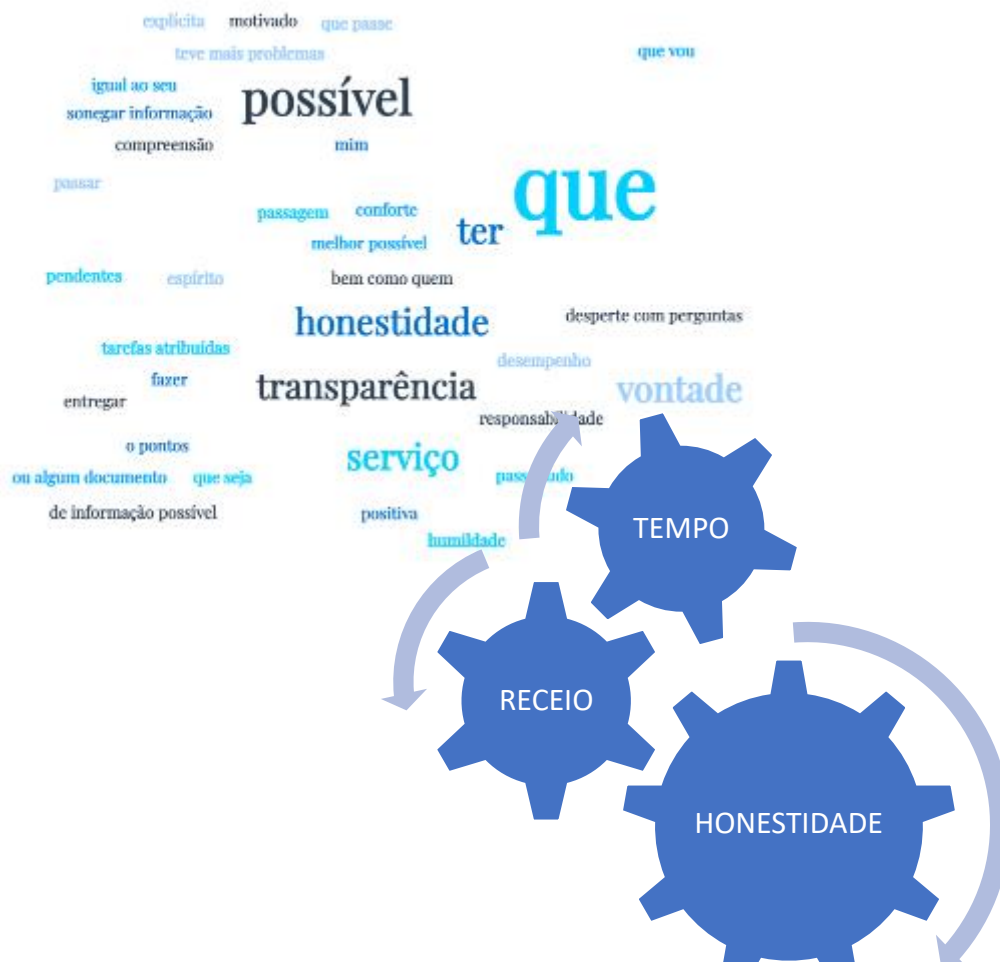 explícita motivado que passe
teve mais problemas
que vou
igual ao seu
possível
sonegar informação
compreensão
mim
que
passar
passagem
conforte
ter
melhor possível
pendentes
espírito
bem como quem
honestidade
desperte com perguntas
tarefas atribuídas
desempenho
fazer
transparência
vontade
entregar
o pontos
serviço
ou algum documento
que seja
de informação possível
positiva
humildade
TEMPO
RECEIO
HONESTIDADE